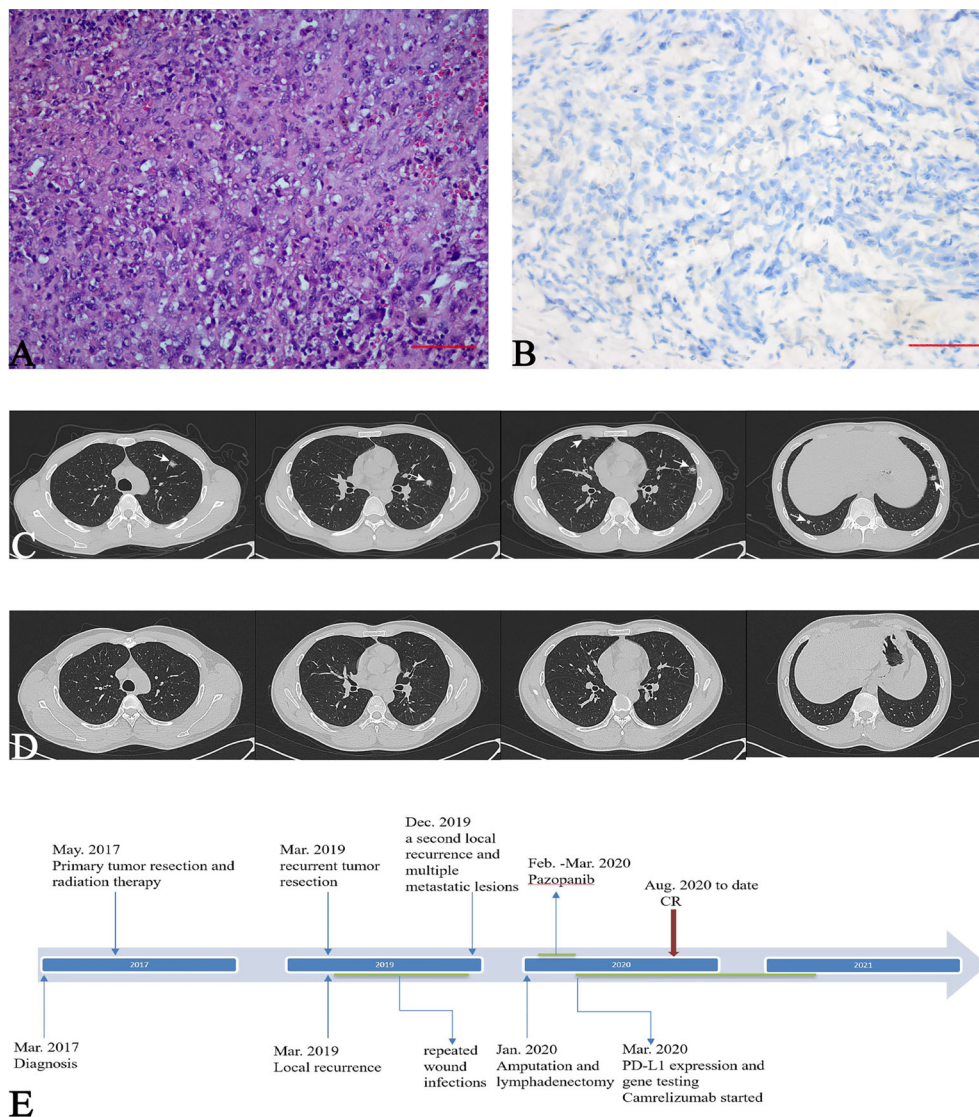 A
B
C
D
Dec. 2019
a second local
recurrence and
multiple
metastatic lesions
May. 2017
Primary tumor resection and
radiation therapy
Mar. 2019
recurrent tumor
resection
Feb. -Mar. 2020
Pazopanib
Aug. 2020 to date
CR
2017
2019
2020
2021
Mar. 2017
Diagnosis
Mar. 2019
Local recurrence
repeated
wound
infections
Jan. 2020
Amputation and
lymphadenectomy
Mar. 2020
PD-L1 expression and
gene testing
Camrelizumab started
E